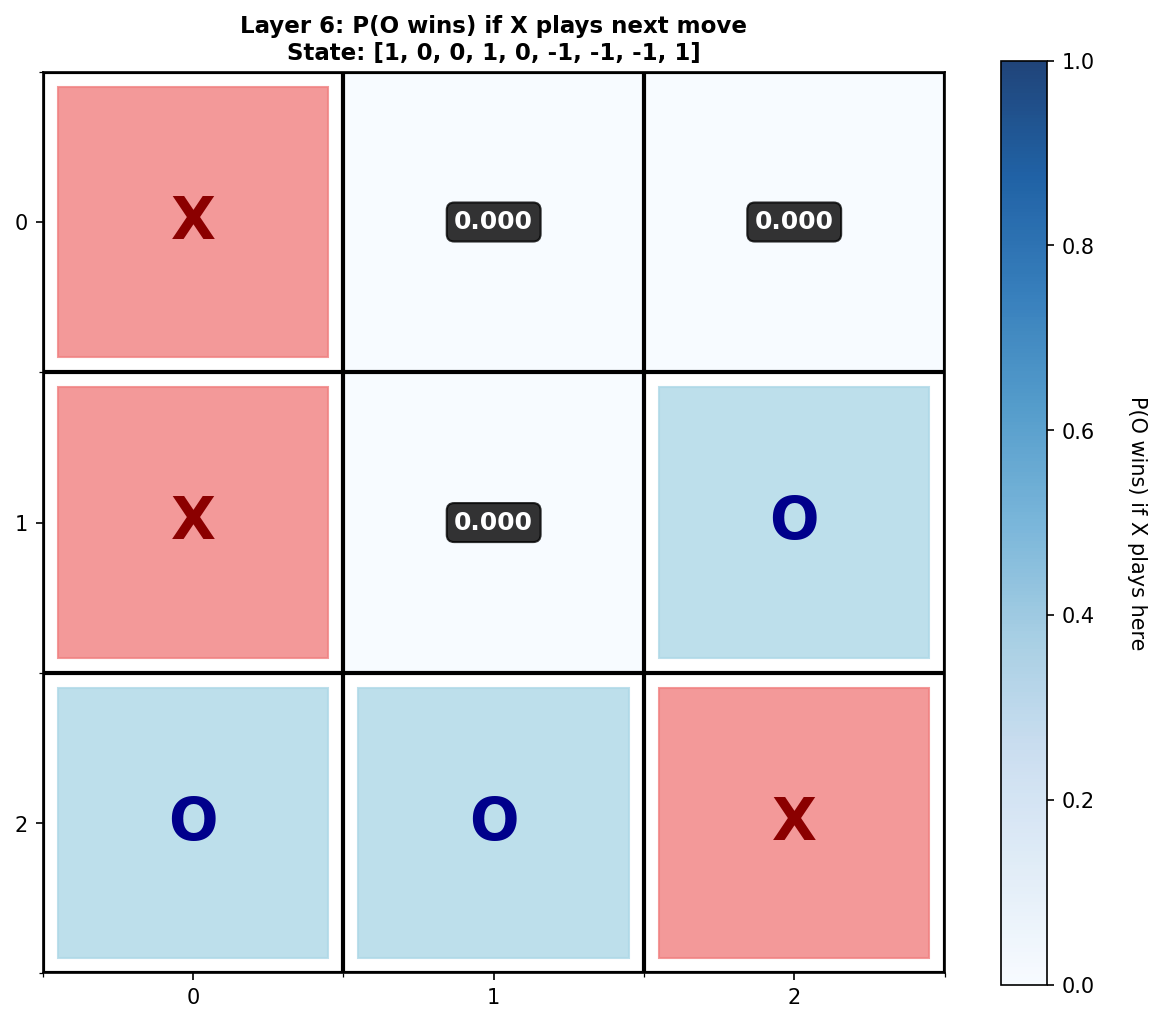 Layer 6: P(O wins) if X plays next move
State: [1, 0, 0, 1, 0, -1, -1, -1, 1]
X 0.000 0.000
X 0.000 O
O O X
0
1
2
0 1 2
1.0
0.8
0.6
0.4
0.2
0.0
P(O wins) if X plays here